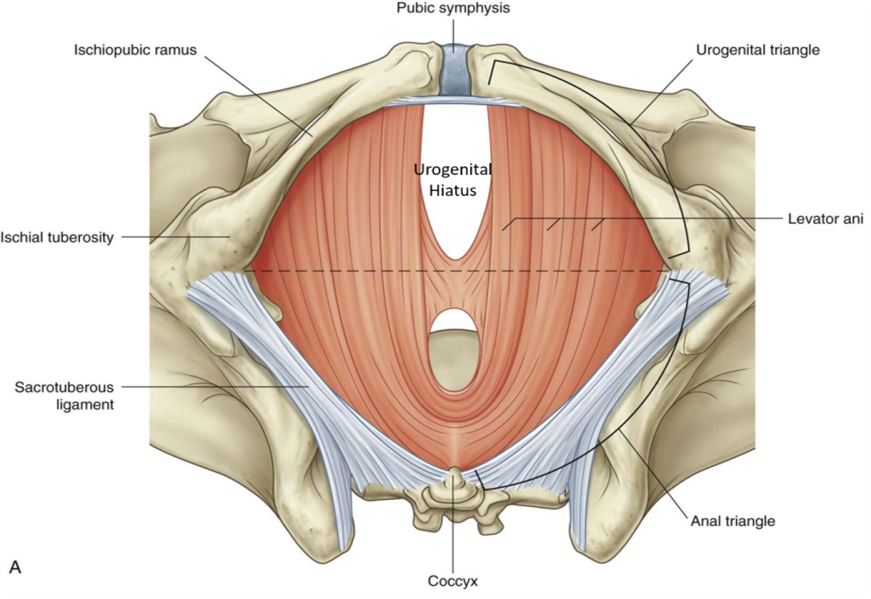 Pubic symphysis
Ischiopubic ramus
Urogenital triangle
Urogenital
Hiatus
Levator ani
Ischial tuberosity
Sacrotuberous
ligament
Anal triangle
A
Coccyx